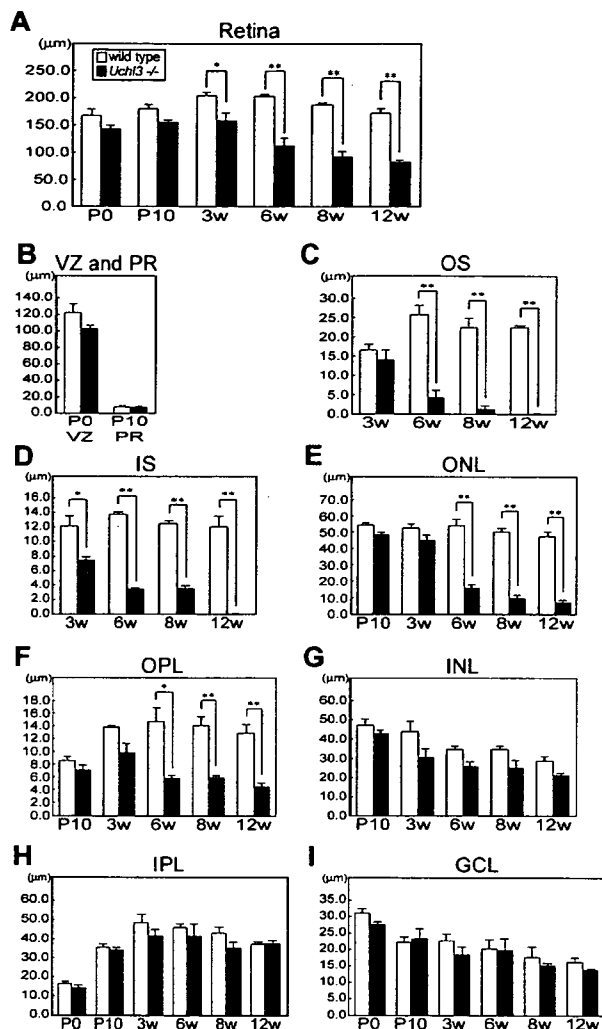 A
Retina
(μm)
wild type
Uchl3 -/-
250.0
200.0
150.0
100.0
50.0
0.0
* ** ** **
P0 P10 3w 6w 8w 12w
B
VZ and PR
(μm)
140.0
120.0
100.0
80.0
60.0
40.0
20.0
0.0
P0 P10
VZ PR
C
OS
(μm)
30.0
25.0
20.0
15.0
10.0
5.0
0.0
** ** **
3w 6w 8w 12w
D
IS
(μm)
16.0
14.0
12.0
10.0
8.0
6.0
4.0
2.0
0.0
* ** ** **
3w 6w 8w 12w
E
ONL
(μm)
70.0
60.0
50.0
40.0
30.0
20.0
10.0
0.0
** ** **
P10 3w 6w 8w 12w
F
OPL
(μm)
18.0
16.0
14.0
12.0
10.0
8.0
6.0
4.0
2.0
0.0
* ** **
P10 3w 6w 8w 12w
G
INL
(μm)
60.0
50.0
40.0
30.0
20.0
10.0
0.0
P10 3w 6w 8w 12w
H
IPL
(μm)
60.0
50.0
40.0
30.0
20.0
10.0
0.0
P0 P10 3w 6w 8w 12w
I
GCL
(μm)
35.0
30.0
25.0
20.0
15.0
10.0
5.0
0.0
P0 P10 3w 6w 8w 12w